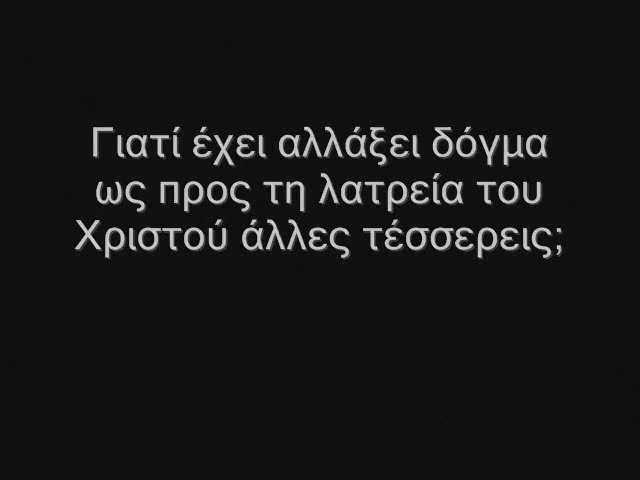 Γιατί έχει αλλάξει δόγμα
ως προς τη λατρεία του
Χριστού άλλες τέσσερεις;